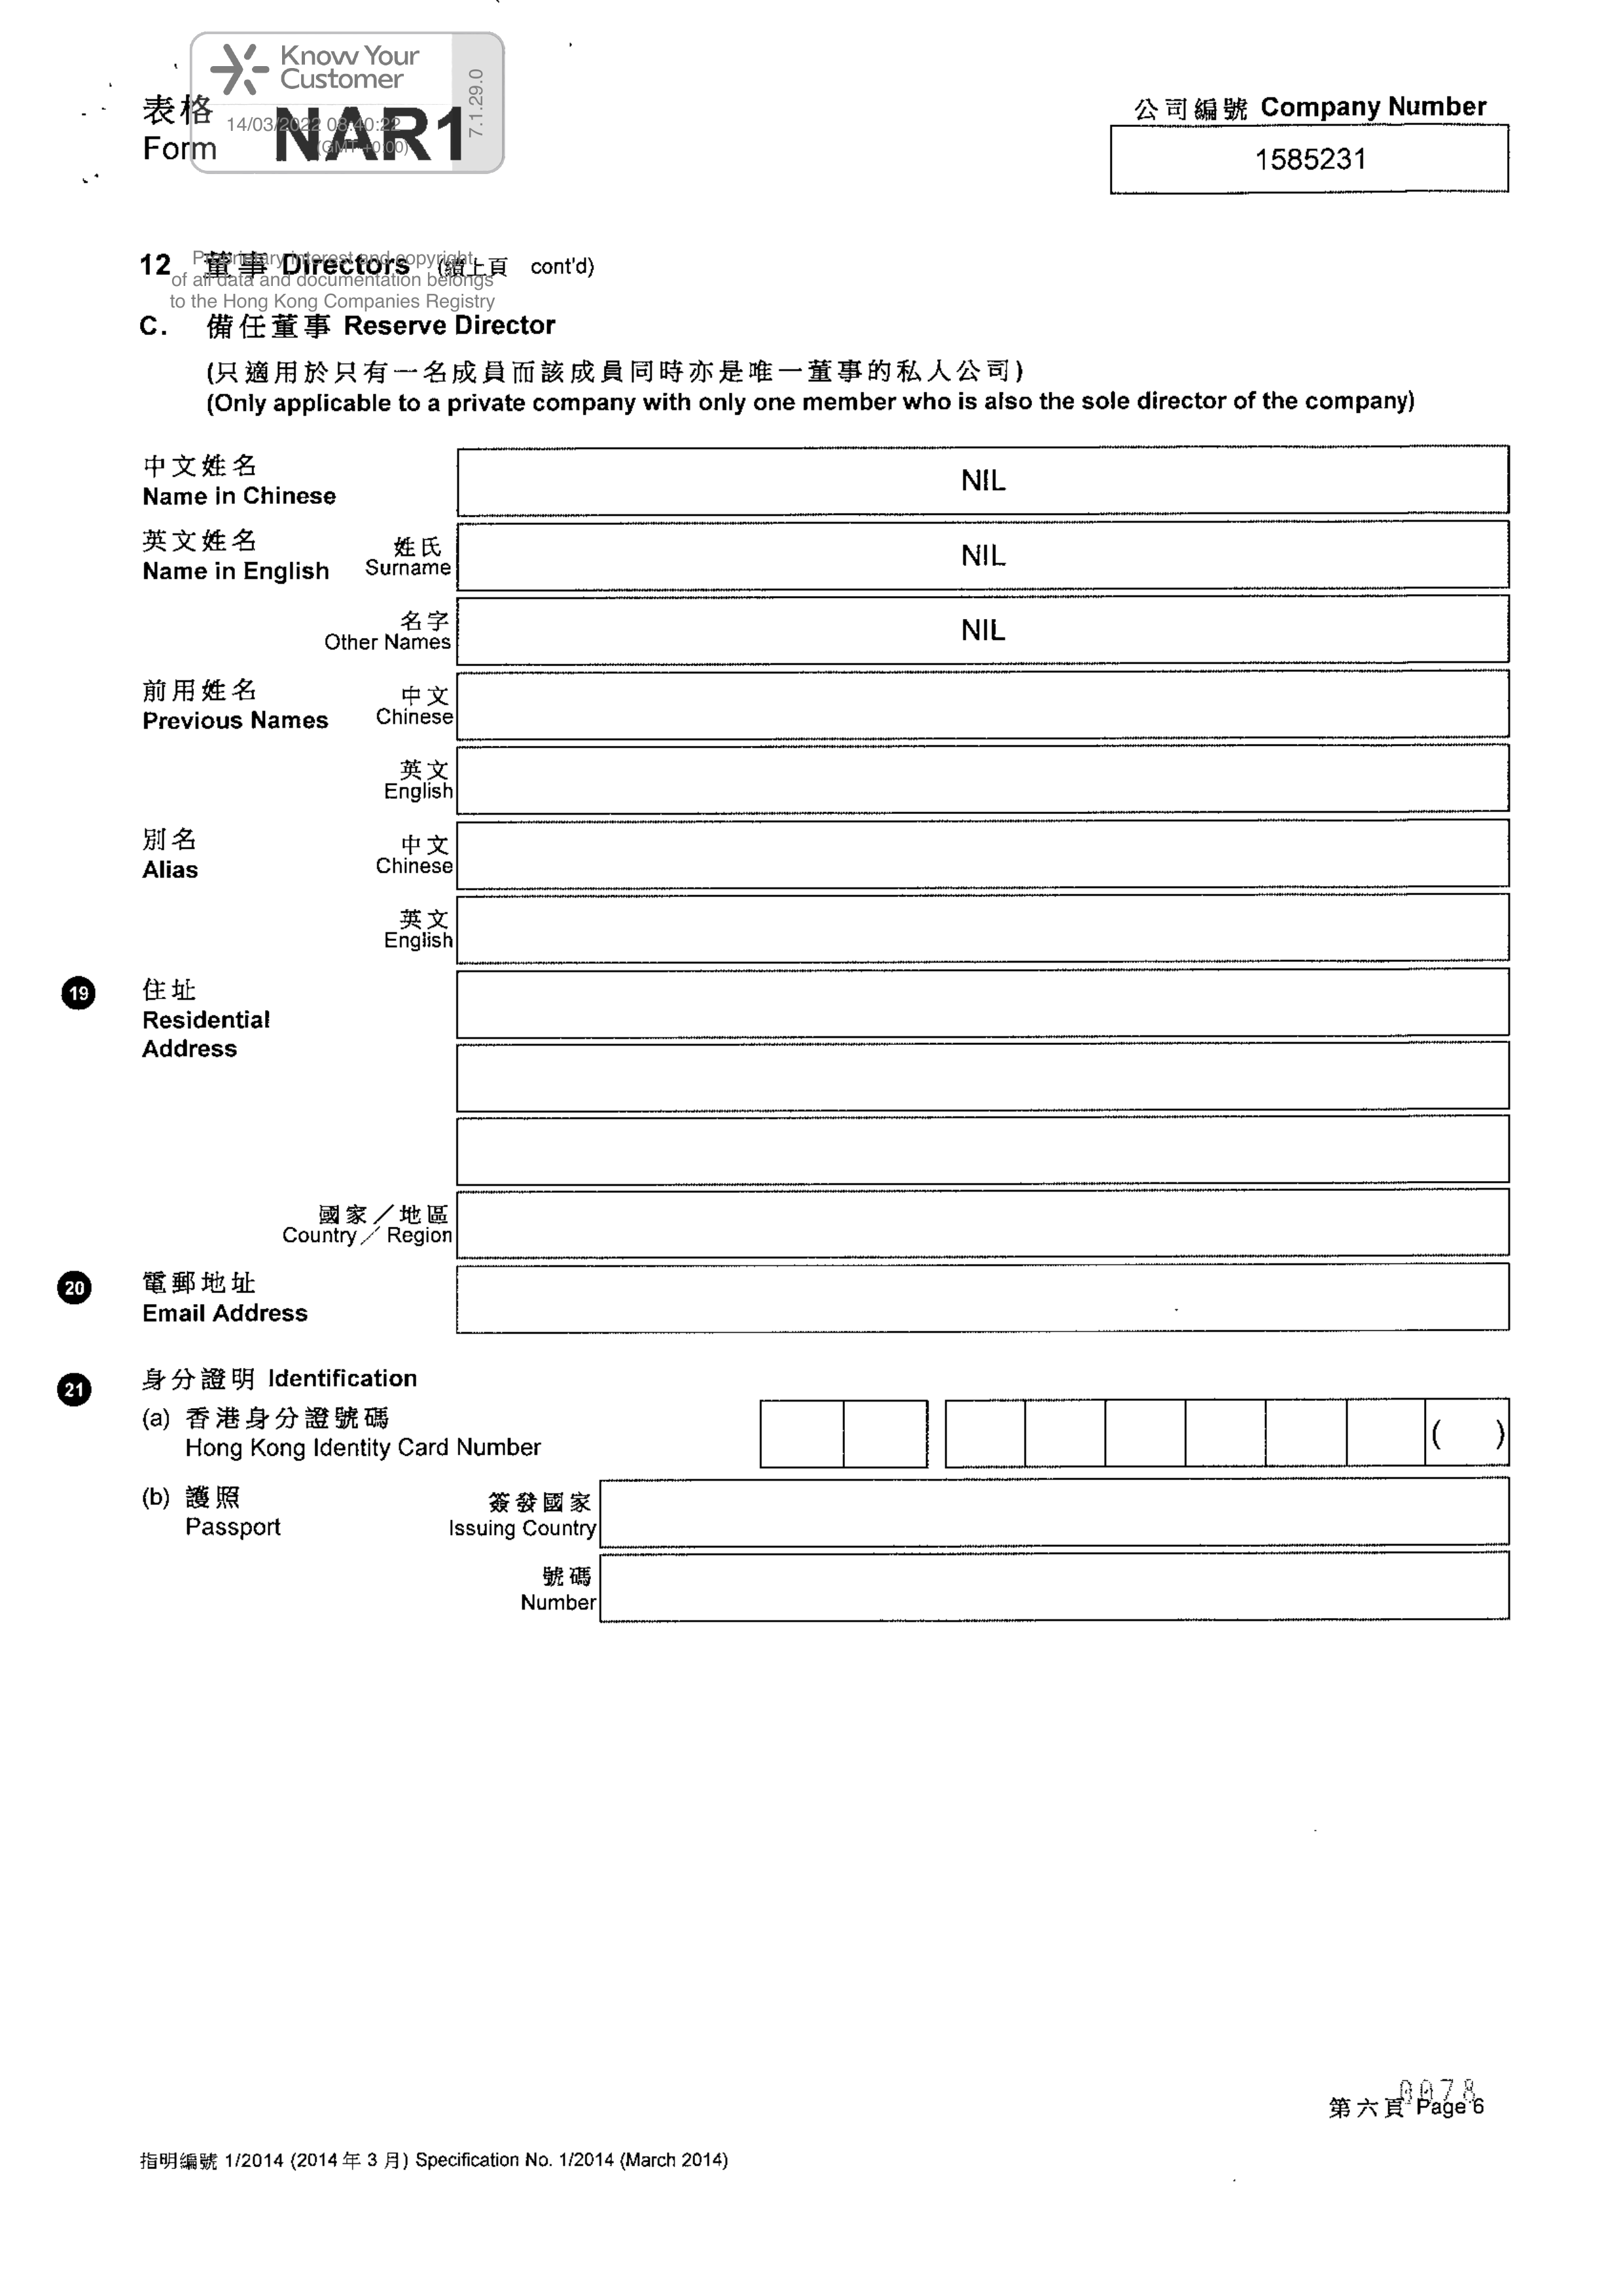 Know Your
Customer
7.1.29.0
14/03/2022 08:40:22
(GMT +0:00)
表格
Form NAR1
公司編號 Company Number
1585231
Proprietary interest and copyright
of all data and documentation belongs
to the Hong Kong Companies Registry
12 董事 Directors (續上頁 cont'd)
C. 備任董事 Reserve Director
(只適用於只有一名成員而該成員同時亦是唯一董事的私人公司)
(Only applicable to a private company with only one member who is also the sole director of the company)
中文姓名
Name in Chinese
NIL
英文姓名
Name in English
姓氏
Surname
NIL
名字
Other Names
NIL
前用姓名
Previous Names
中文
Chinese
英文
English
別名
Alias
中文
Chinese
英文
English
19 住址
Residential
Address
國家／地區
Country／Region
20 電郵地址
Email Address
21 身分證明 Identification
(a) 香港身分證號碼
Hong Kong Identity Card Number
( )
(b) 護照
Passport
簽發國家
Issuing Country
號碼
Number
0078
第六頁 Page 6
指明編號 1/2014 (2014 年 3 月) Specification No. 1/2014 (March 2014)